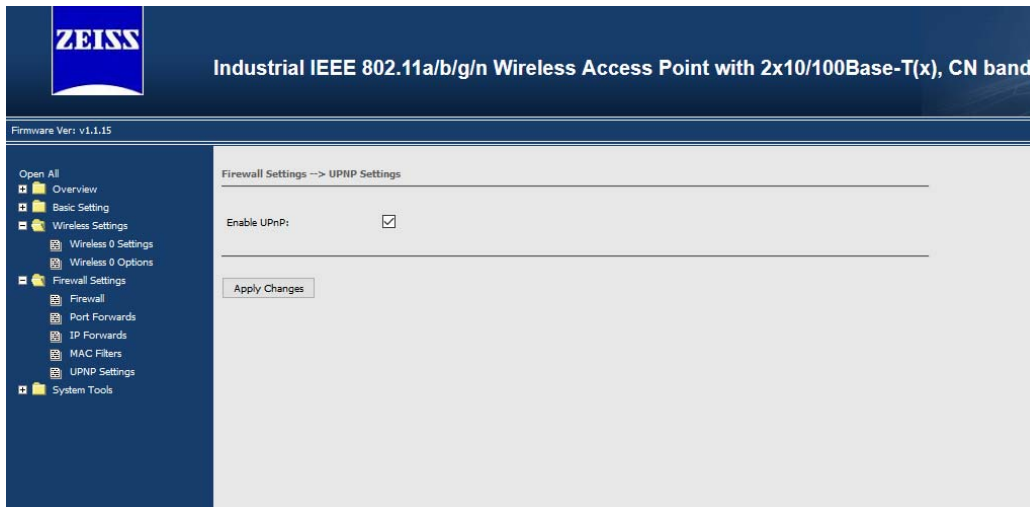 ZEISS
Industrial IEEE 802.11a/b/g/n Wireless Access Point with 2x10/100Base-T(x), CN band
Firmware Ver: v1.1.15
Open All
Overview
Basic Setting
Wireless Settings
Wireless 0 Settings
Wireless 0 Options
Firewall Settings
Firewall
Port Forwards
IP Forwards
MAC Filters
UPNP Settings
System Tools
Firewall Settings --> UPNP Settings
Enable UPnP:
Apply Changes